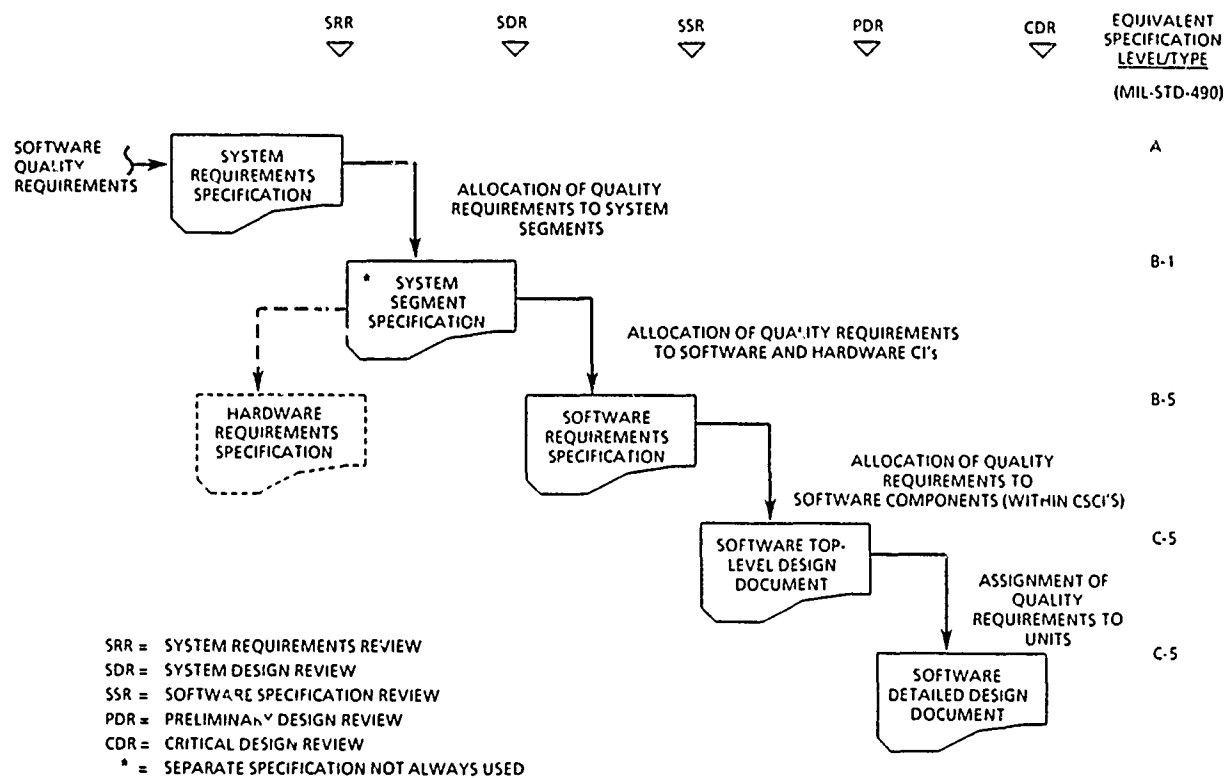 SRR
SDR
SSR
PDR
CDR
EQUIVALENT
SPECIFICATION
LEVEL/TYPE
(MIL-STD-490)
SOFTWARE
QUALITY
REQUIREMENTS
SYSTEM
REQUIREMENTS
SPECIFICATION
A
ALLOCATION OF QUALITY
REQUIREMENTS TO SYSTEM
SEGMENTS
* SYSTEM
SEGMENT
SPECIFICATION
B-1
ALLOCATION OF QUALITY REQUIREMENTS
TO SOFTWARE AND HARDWARE CI's
HARDWARE
REQUIREMENTS
SPECIFICATION
SOFTWARE
REQUIREMENTS
SPECIFICATION
B-5
ALLOCATION OF QUALITY
REQUIREMENTS TO
SOFTWARE COMPONENTS (WITHIN CSCI'S)
SOFTWARE TOP-
LEVEL DESIGN
DOCUMENT
C-5
ASSIGNMENT OF
QUALITY
REQUIREMENTS TO
UNITS
SOFTWARE
DETAILED DESIGN
DOCUMENT
C-5
SRR = SYSTEM REQUIREMENTS REVIEW
SDR = SYSTEM DESIGN REVIEW
SSR = SOFTWARE SPECIFICATION REVIEW
PDR = PRELIMINARY DESIGN REVIEW
CDR = CRITICAL DESIGN REVIEW
* = SEPARATE SPECIFICATION NOT ALWAYS USED